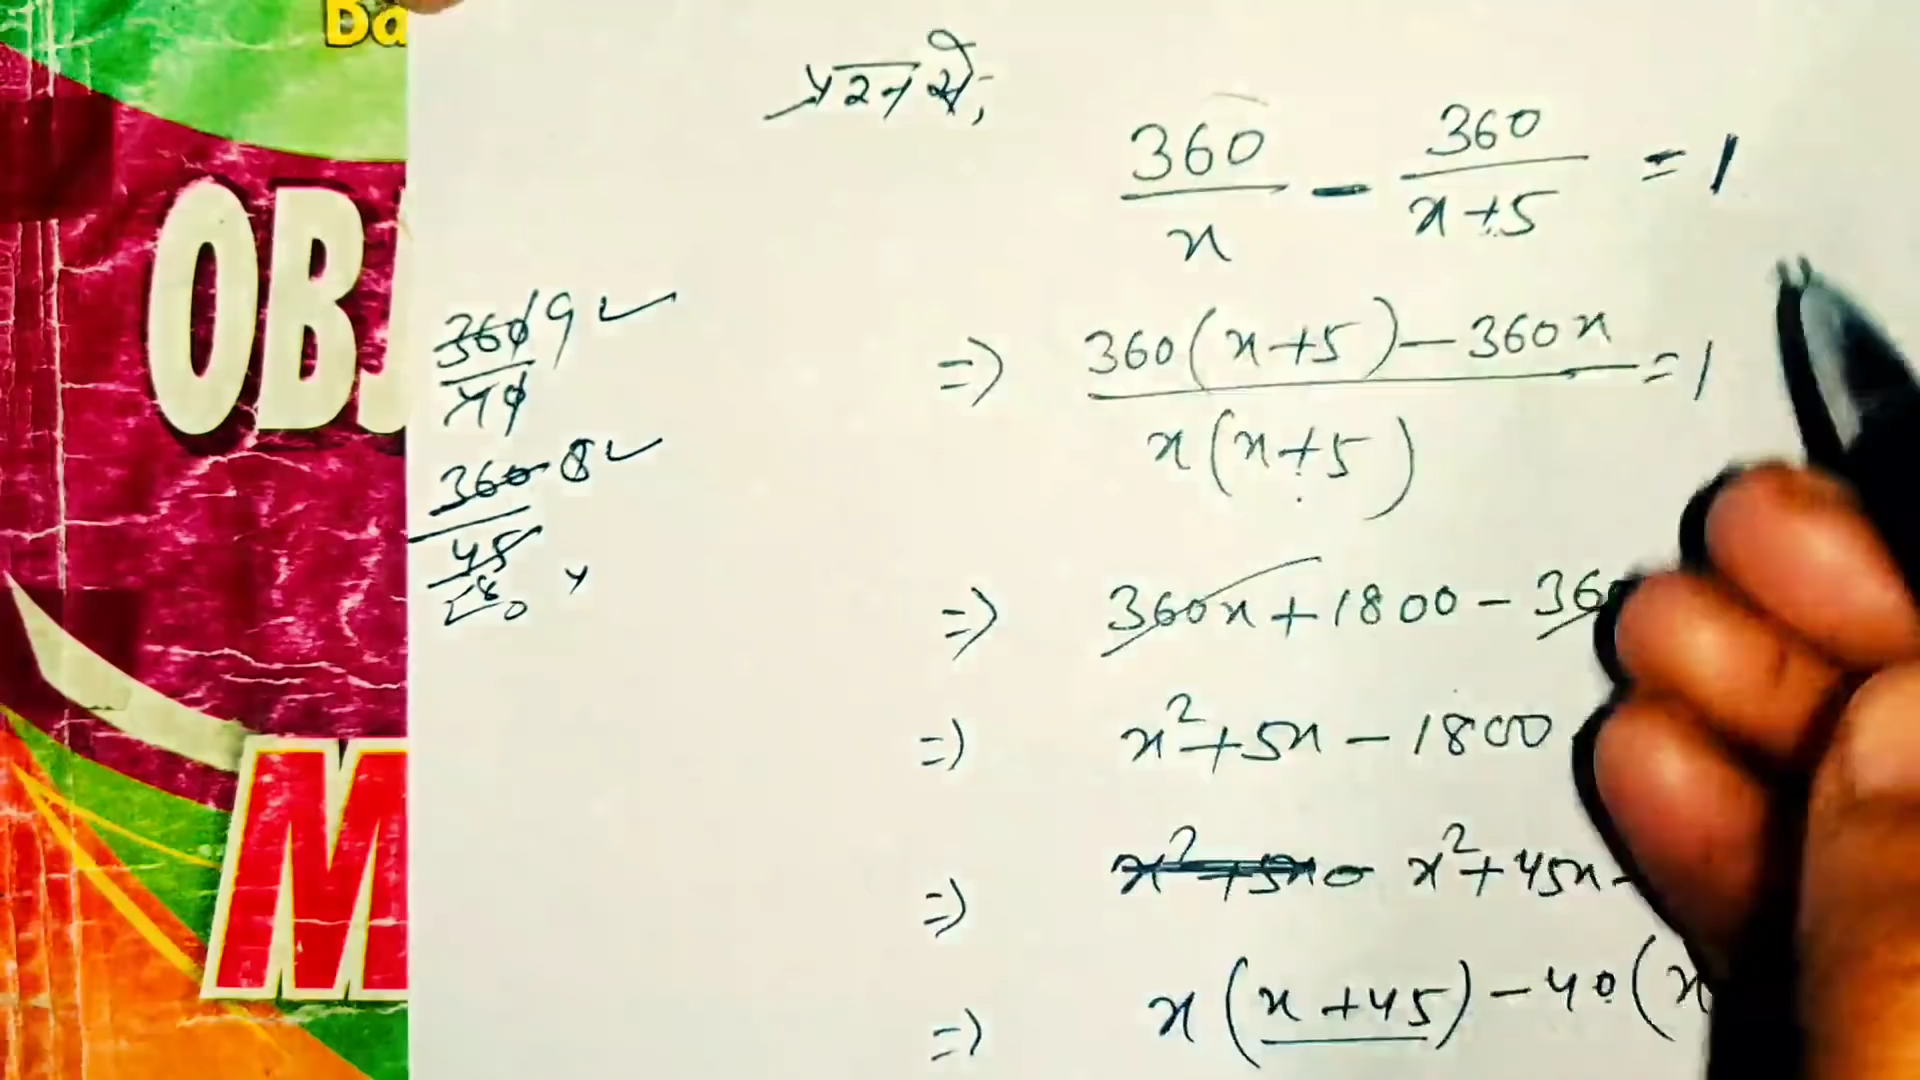 Da
OBJ
M
प्रश्न से,
360/x - 360/(x+5) = 1
=> (360(x+5) - 360x)/(x(x+5)) = 1
360/40 9 ✓
360/45 8 ✓
=> 360x + 1800 - 36
=> x² + 5x - 1800
=> x² + 45x -
=> x(x+45) - 40(x